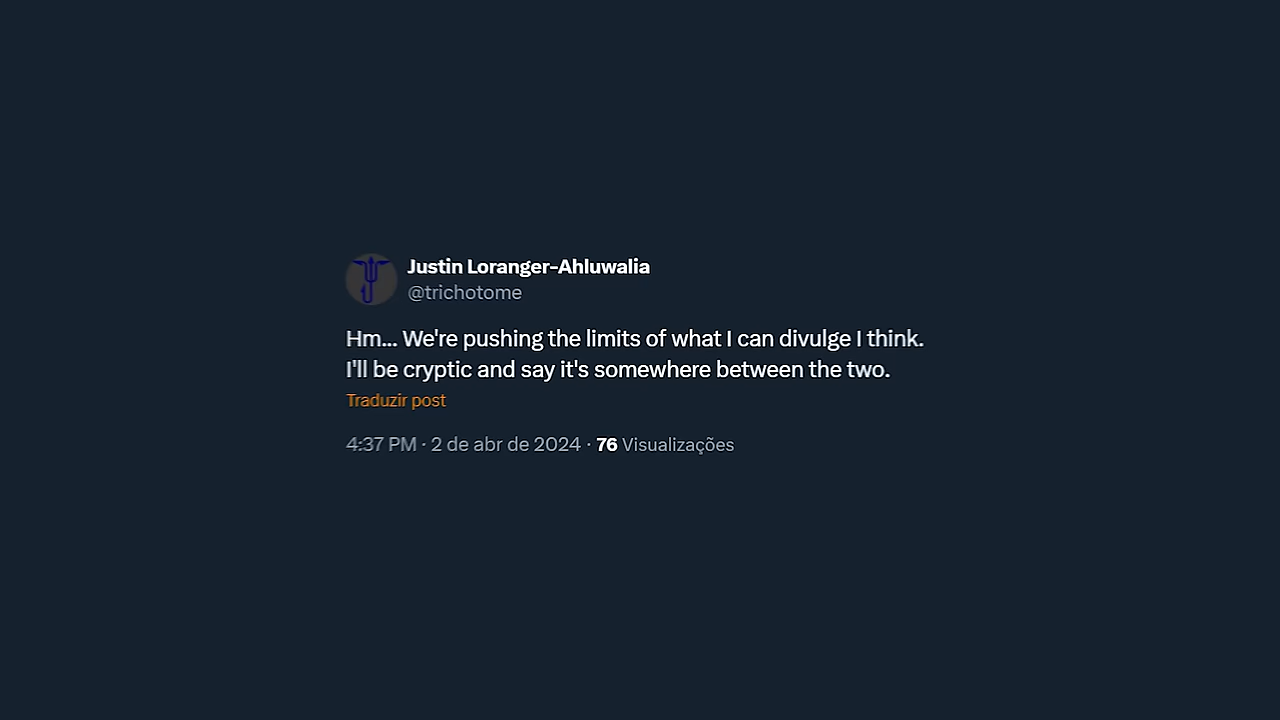 Justin Loranger-Ahluwalia
@trichotome
Hm... We're pushing the limits of what I can divulge I think.
I'll be cryptic and say it's somewhere between the two.
Traduzir post
4:37 PM · 2 de abr de 2024 · 76 Visualizações